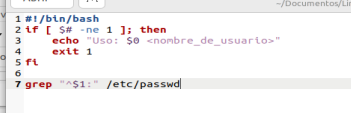 ~/Documentos/Li
1 #!/bin/bash
2 if [ $# -ne 1 ]; then
3     echo "Uso: $0 <nombre_de_usuario>"
4     exit 1
5 fi
6
7 grep "^$1:" /etc/passwd